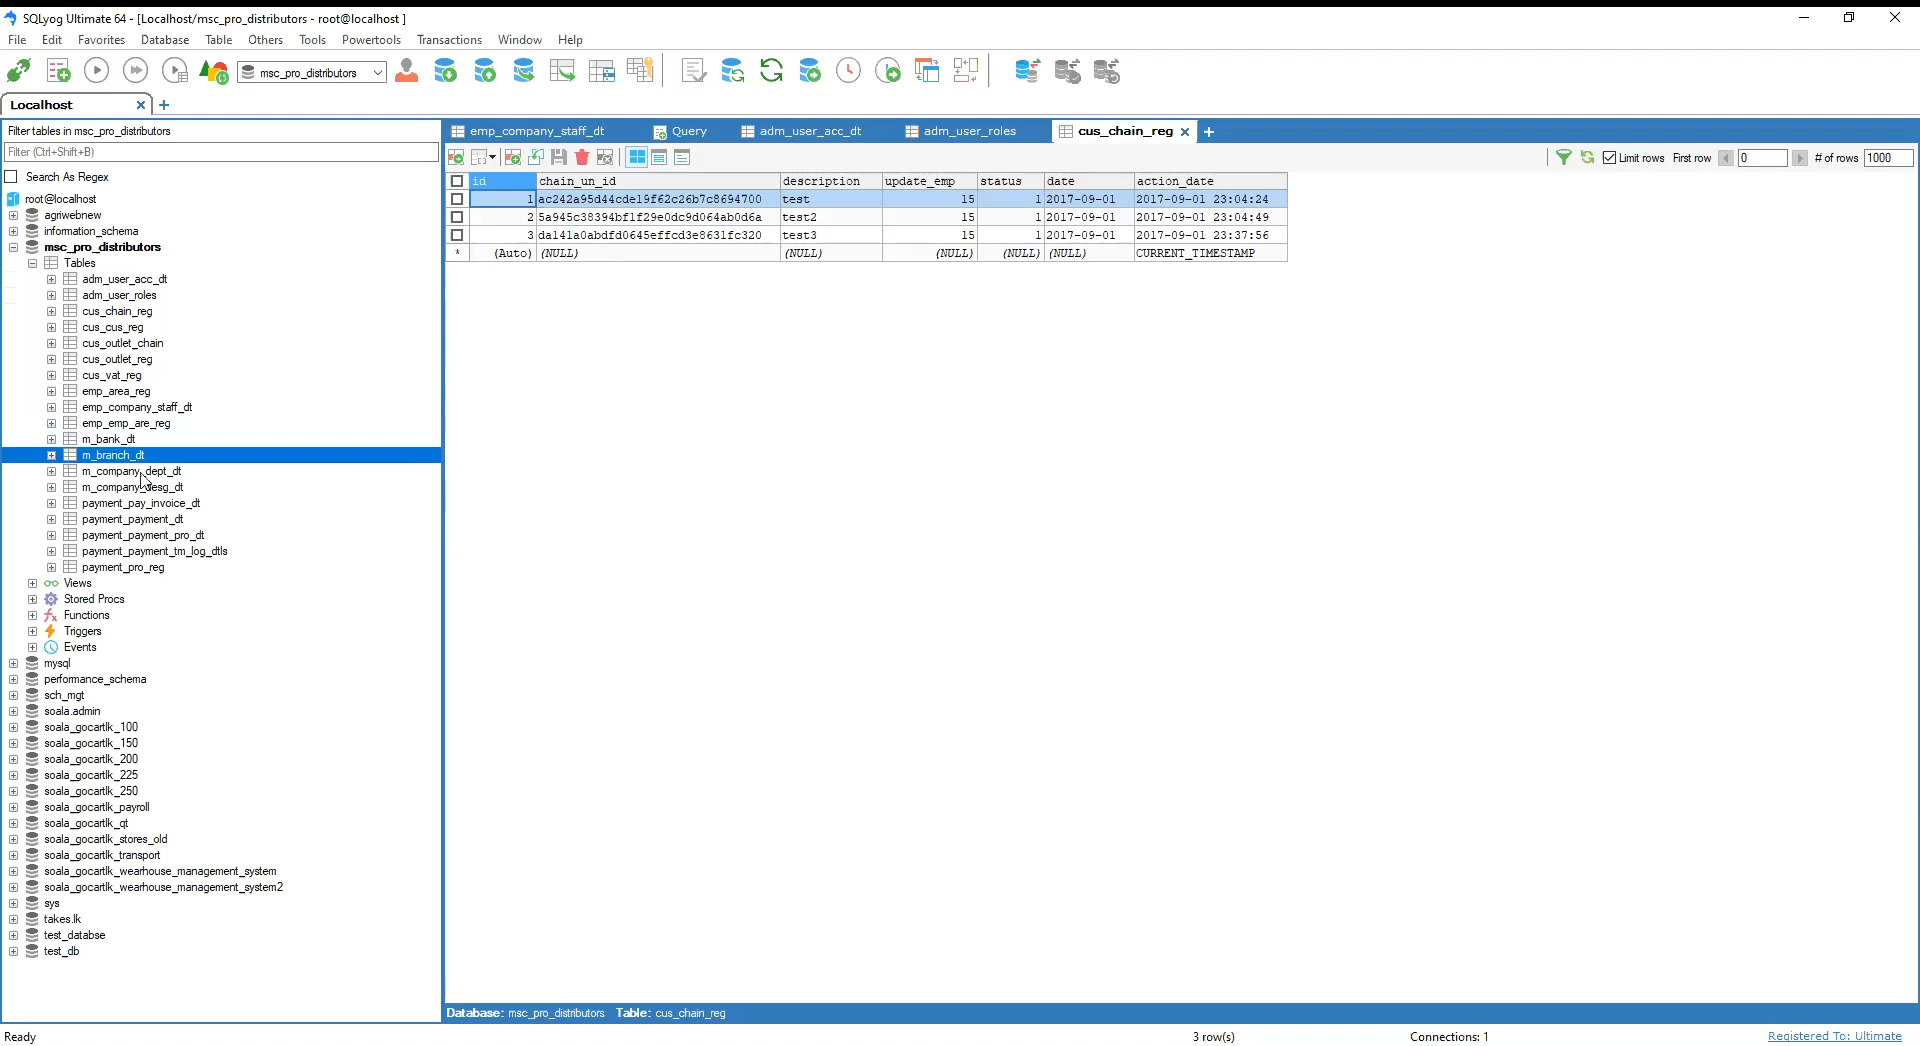 SQLyog Ultimate 64 - [Localhost/msc_pro_distributors - root@localhost ]
File Edit Favorites Database Table Others Tools Powertools Transactions Window Help
msc_pro_distributors
Localhost
Filter tables in msc_pro_distributors
Filter (Ctrl+Shift+B)
Search As Regex
root@localhost
agriwebnew
information_schema
msc_pro_distributors
Tables
adm_user_acc_dt
adm_user_roles
cus_chain_reg
cus_cus_reg
cus_outlet_chain
cus_outlet_reg
cus_vat_reg
emp_area_reg
emp_company_staff_dt
emp_emp_are_reg
m_bank_dt
m_branch_dt
m_company_dept_dt
m_company_desg_dt
payment_pay_invoice_dt
payment_payment_dt
payment_payment_pro_dt
payment_payment_tm_log_dtls
payment_pro_reg
Views
Stored Procs
Functions
Triggers
Events
mysql
performance_schema
sch_mgt
soala.admin
soala_gocartlk_100
soala_gocartlk_150
soala_gocartlk_200
soala_gocartlk_225
soala_gocartlk_250
soala_gocartlk_payroll
soala_gocartlk_qt
soala_gocartlk_stores_old
soala_gocartlk_transport
soala_gocartlk_wearhouse_management_system
soala_gocartlk_wearhouse_management_system2
sys
takes.lk
test_databse
test_db
emp_company_staff_dt Query adm_user_acc_dt adm_user_roles cus_chain_reg
Limit rows First row 0 # of rows 1000
id chain_un_id description update_emp status date action_date
1 ac242a95d44cde19f62c26b7c8694700 test 15 1 2017-09-01 2017-09-01 23:04:24
2 5a945c38394bf1f29e0dc9d064ab0d6a test2 15 1 2017-09-01 2017-09-01 23:04:49
3 da141a0abdfd0645effcd3e8631fc320 test3 15 1 2017-09-01 2017-09-01 23:37:56
* (Auto) (NULL) (NULL) (NULL) (NULL) (NULL) CURRENT_TIMESTAMP
Database: msc_pro_distributors Table: cus_chain_reg
Ready 3 row(s) Connections: 1 Registered To: Ultimate